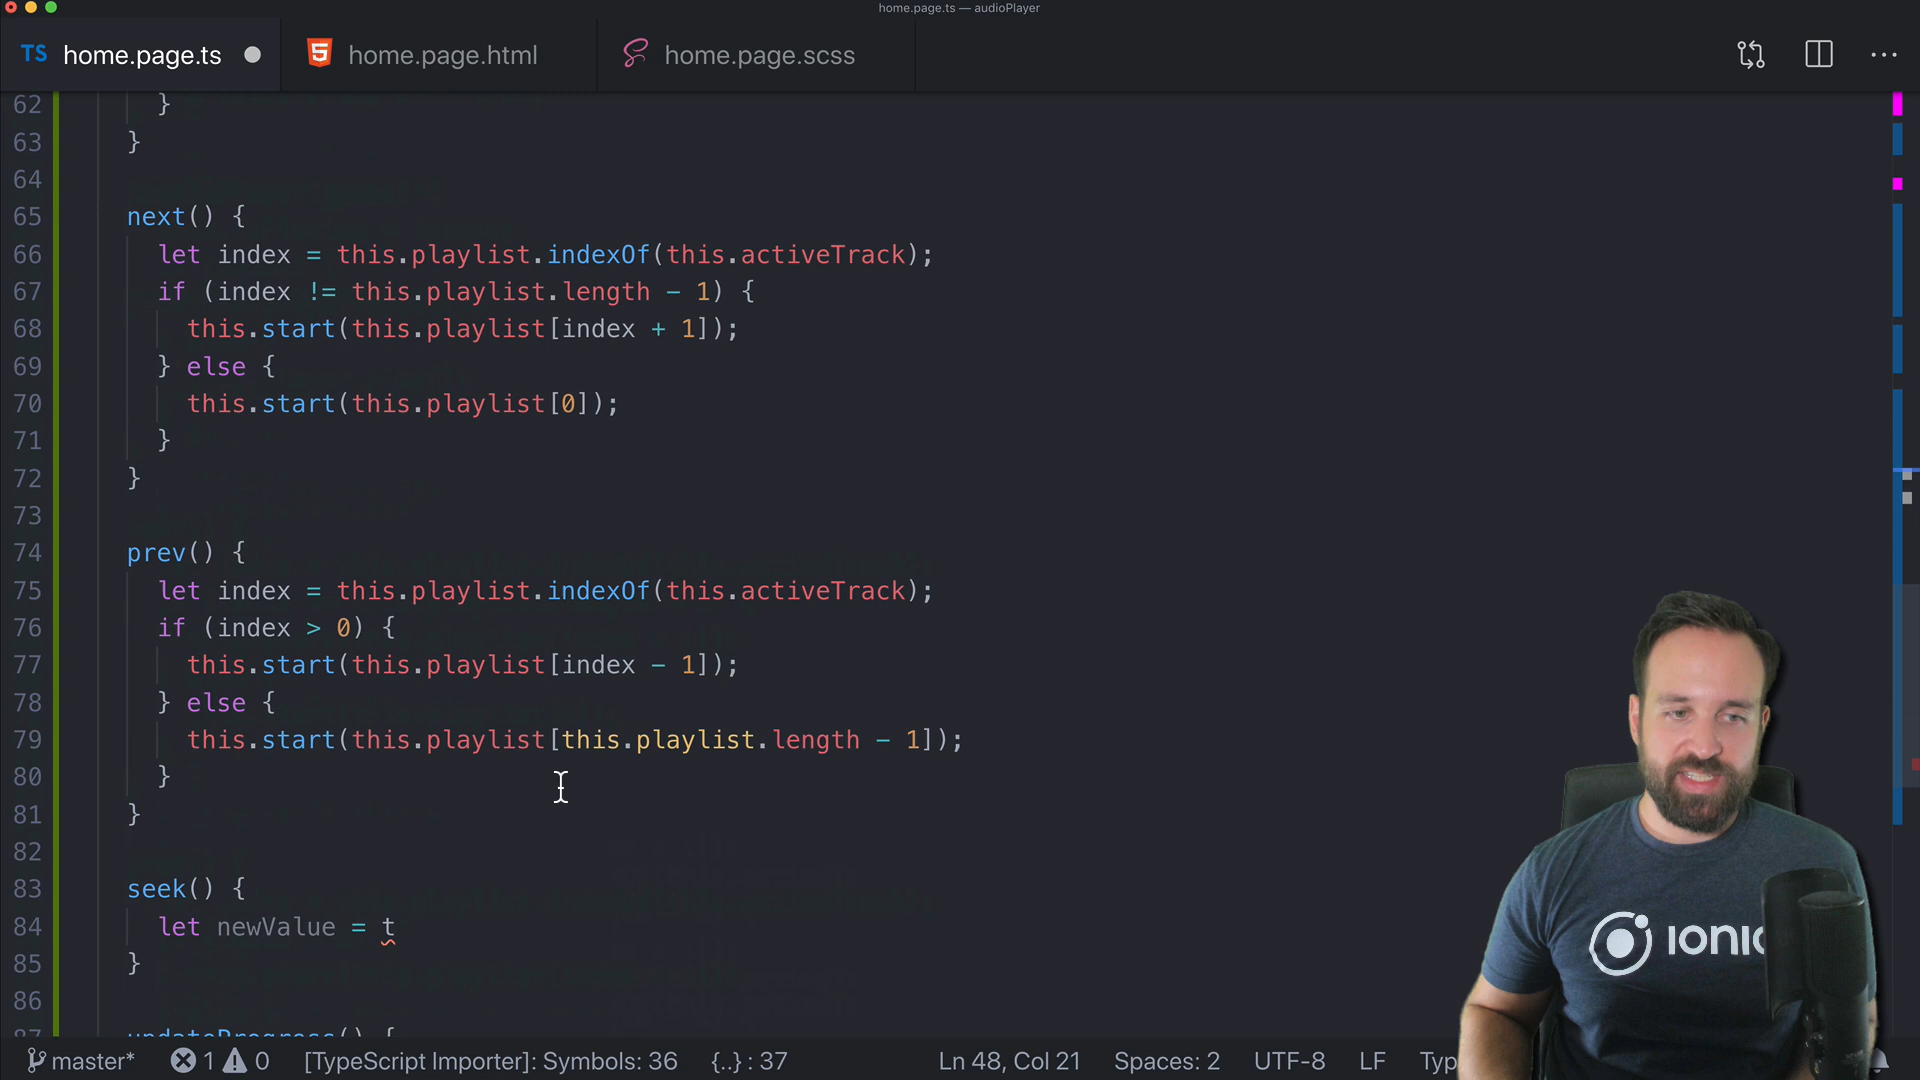 home.page.ts — audioPlayer
TS home.page.ts
home.page.html
home.page.scss
62 }
63 }
64
65 next() {
66 let index = this.playlist.indexOf(this.activeTrack);
67 if (index != this.playlist.length - 1) {
68 this.start(this.playlist[index + 1]);
69 } else {
70 this.start(this.playlist[0]);
71 }
72 }
73
74 prev() {
75 let index = this.playlist.indexOf(this.activeTrack);
76 if (index > 0) {
77 this.start(this.playlist[index - 1]);
78 } else {
79 this.start(this.playlist[this.playlist.length - 1]);
80 }
81 }
82
83 seek() {
84 let newValue = t
85 }
86
87 updateProgress() {
IONIC
master* 1 0 [TypeScript Importer]: Symbols: 36 {..} : 37 Ln 48, Col 21 Spaces: 2 UTF-8 LF Typ